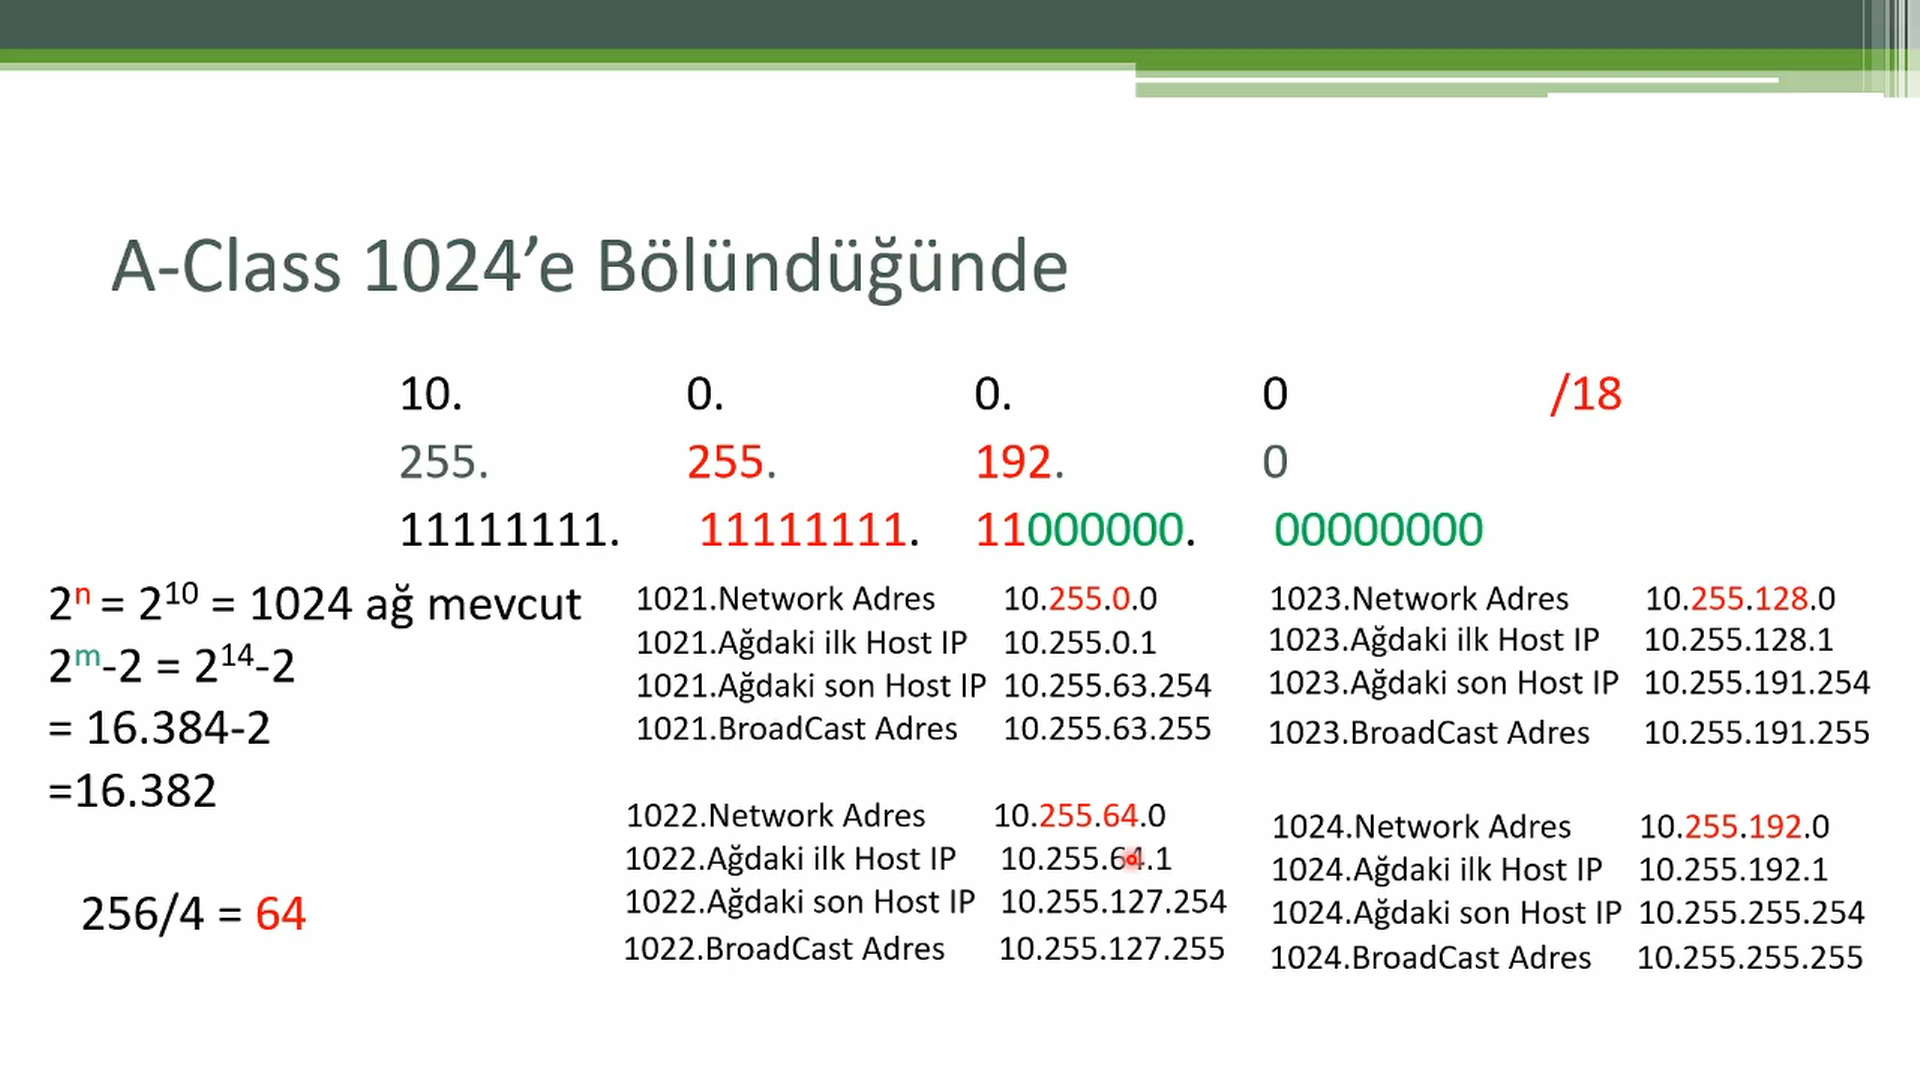 A-Class 1024’e Bölündüğünde
10. 0. 0. 0 /18
255. 255. 192. 0
11111111. 11111111. 11000000. 00000000
2ⁿ = 2¹⁰ = 1024 ağ mevcut
2ᵐ-2 = 2¹⁴-2
= 16.384-2
=16.382
256/4 = 64
1021.Network Adres 10.255.0.0
1021.Ağdaki ilk Host IP 10.255.0.1
1021.Ağdaki son Host IP 10.255.63.254
1021.BroadCast Adres 10.255.63.255
1022.Network Adres 10.255.64.0
1022.Ağdaki ilk Host IP 10.255.64.1
1022.Ağdaki son Host IP 10.255.127.254
1022.BroadCast Adres 10.255.127.255
1023.Network Adres 10.255.128.0
1023.Ağdaki ilk Host IP 10.255.128.1
1023.Ağdaki son Host IP 10.255.191.254
1023.BroadCast Adres 10.255.191.255
1024.Network Adres 10.255.192.0
1024.Ağdaki ilk Host IP 10.255.192.1
1024.Ağdaki son Host IP 10.255.255.254
1024.BroadCast Adres 10.255.255.255